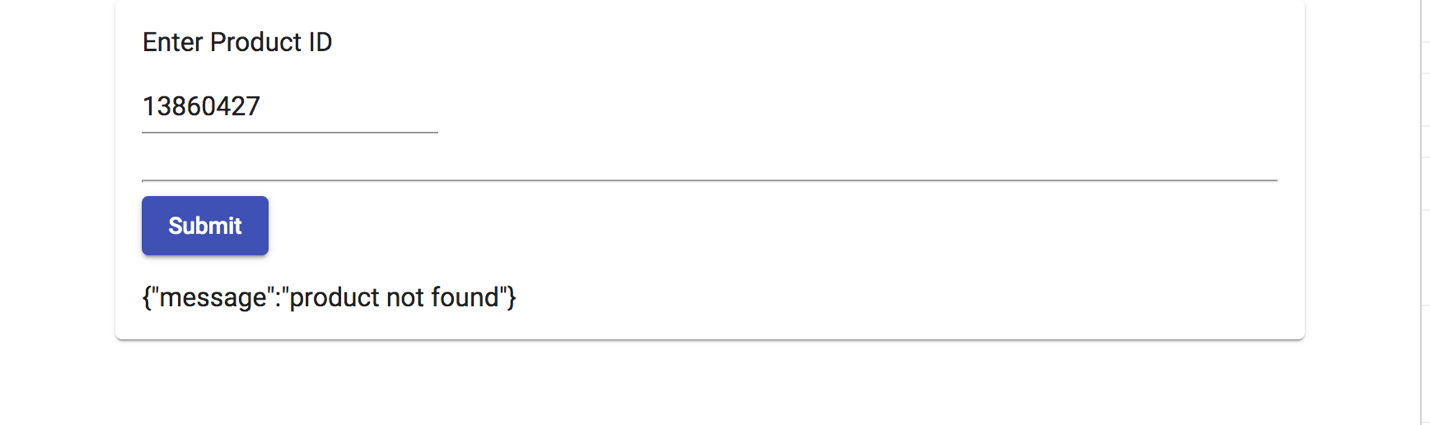 Enter Product ID
13860427
Submit
{"message":"product not found"}